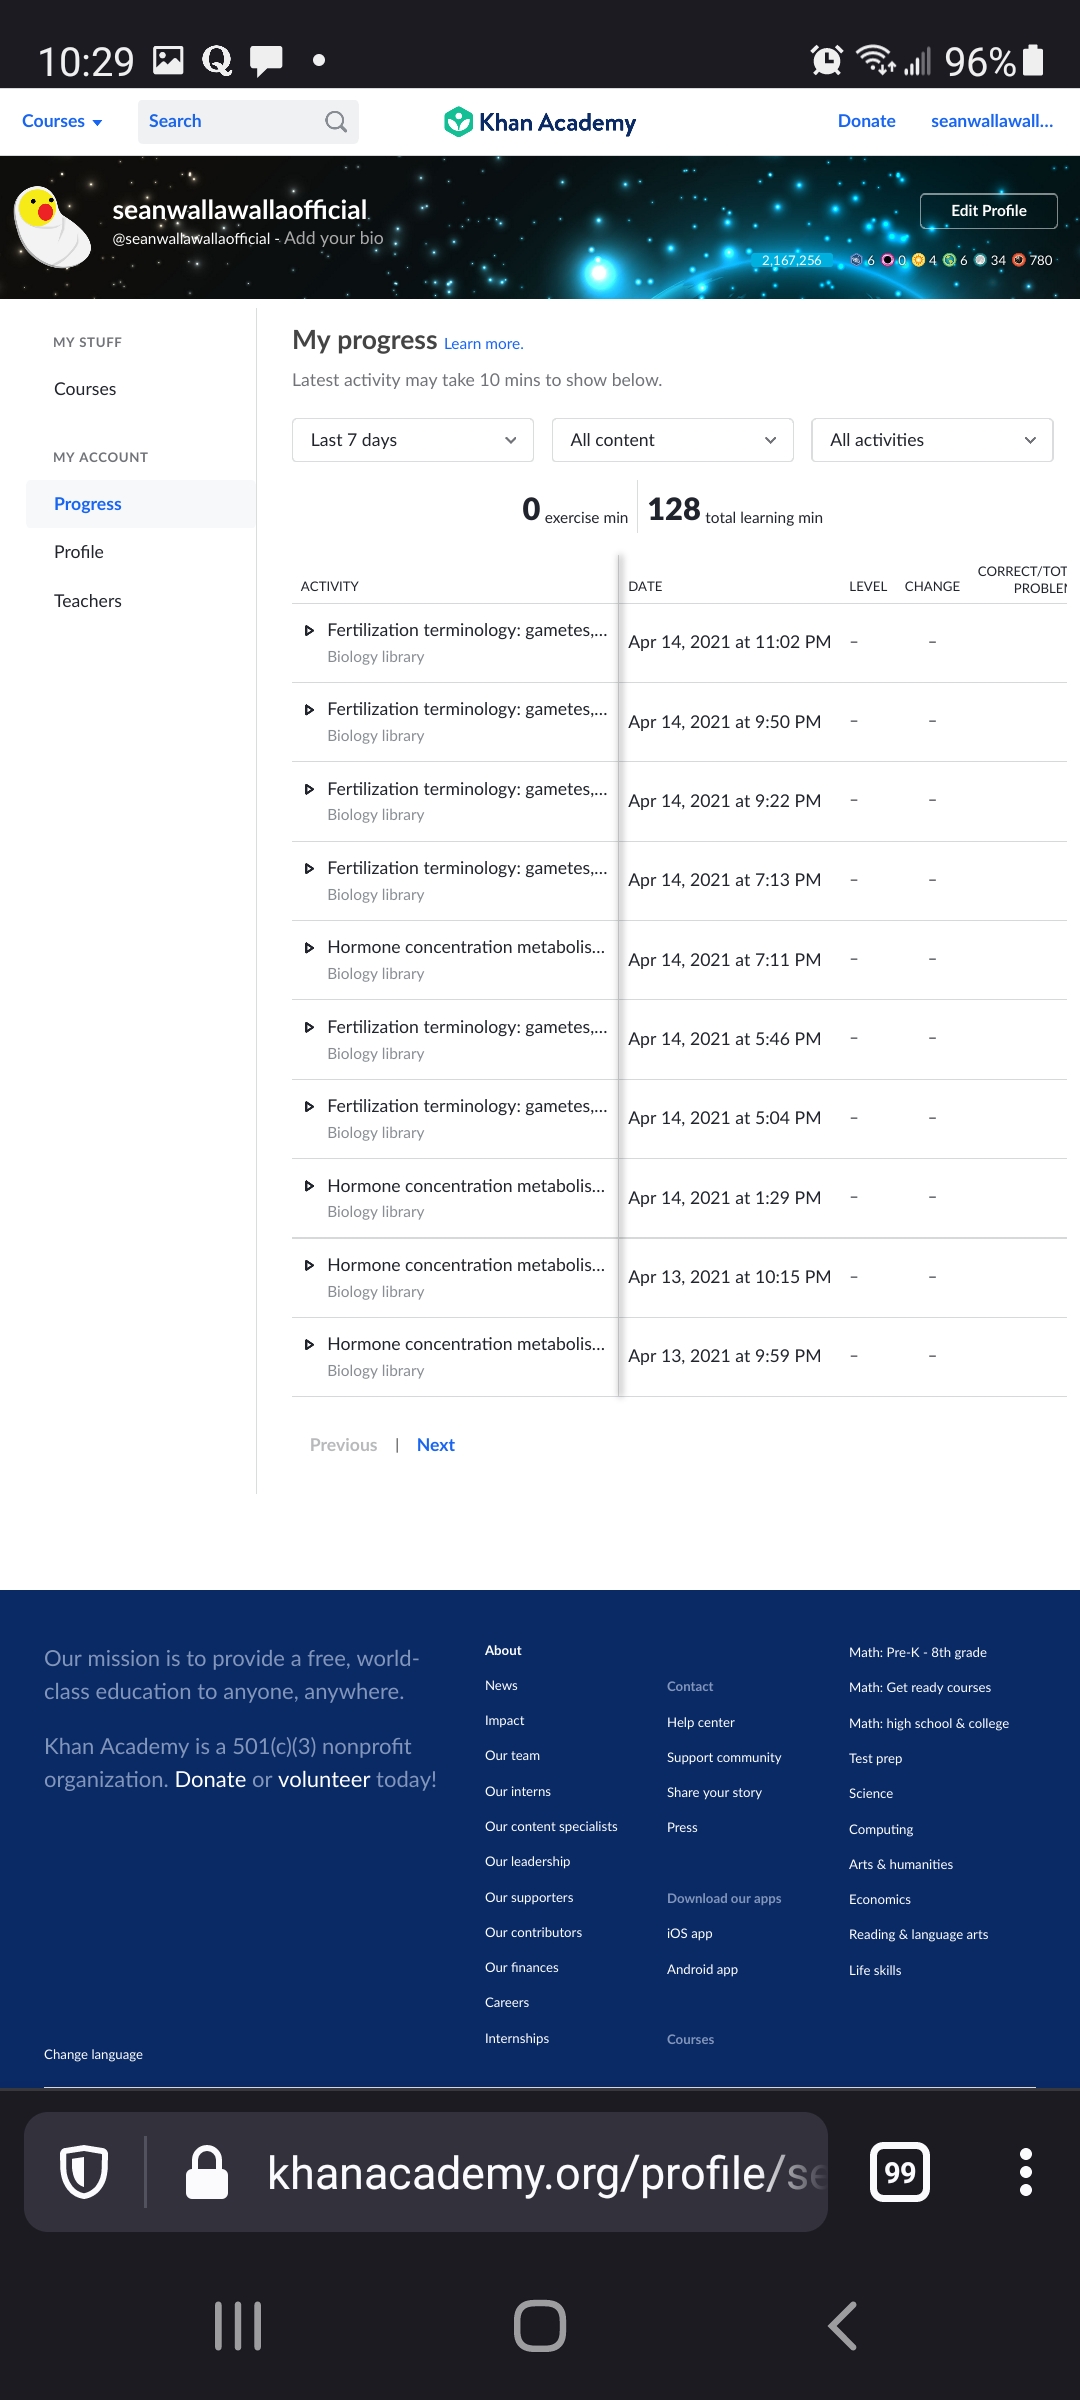 10:29
96%
Courses
Search
Khan Academy
Donate
seanwallawall...
seanwallawallaofficial
@seanwallawallaofficial - Add your bio
Edit Profile
2,167,256 6 0 4 6 34 780
MY STUFF
Courses
MY ACCOUNT
Progress
Profile
Teachers
My progress Learn more.
Latest activity may take 10 mins to show below.
Last 7 days
All content
All activities
0 exercise min
128 total learning min
ACTIVITY
DATE
LEVEL
CHANGE
CORRECT/TOT
PROBLEM
Fertilization terminology: gametes,...
Biology library
Apr 14, 2021 at 11:02 PM – –
Fertilization terminology: gametes,...
Biology library
Apr 14, 2021 at 9:50 PM – –
Fertilization terminology: gametes,...
Biology library
Apr 14, 2021 at 9:22 PM – –
Fertilization terminology: gametes,...
Biology library
Apr 14, 2021 at 7:13 PM – –
Hormone concentration metabolis...
Biology library
Apr 14, 2021 at 7:11 PM – –
Fertilization terminology: gametes,...
Biology library
Apr 14, 2021 at 5:46 PM – –
Fertilization terminology: gametes,...
Biology library
Apr 14, 2021 at 5:04 PM – –
Hormone concentration metabolis...
Biology library
Apr 14, 2021 at 1:29 PM – –
Hormone concentration metabolis...
Biology library
Apr 13, 2021 at 10:15 PM – –
Hormone concentration metabolis...
Biology library
Apr 13, 2021 at 9:59 PM – –
Previous | Next
Our mission is to provide a free, world-
class education to anyone, anywhere.
Khan Academy is a 501(c)(3) nonprofit
organization. Donate or volunteer today!
Change language
About
News
Impact
Our team
Our interns
Our content specialists
Our leadership
Our supporters
Our contributors
Our finances
Careers
Internships
Contact
Help center
Support community
Share your story
Press
Download our apps
iOS app
Android app
Courses
Math: Pre-K - 8th grade
Math: Get ready courses
Math: high school & college
Test prep
Science
Computing
Arts & humanities
Economics
Reading & language arts
Life skills
khanacademy.org/profile/se
99